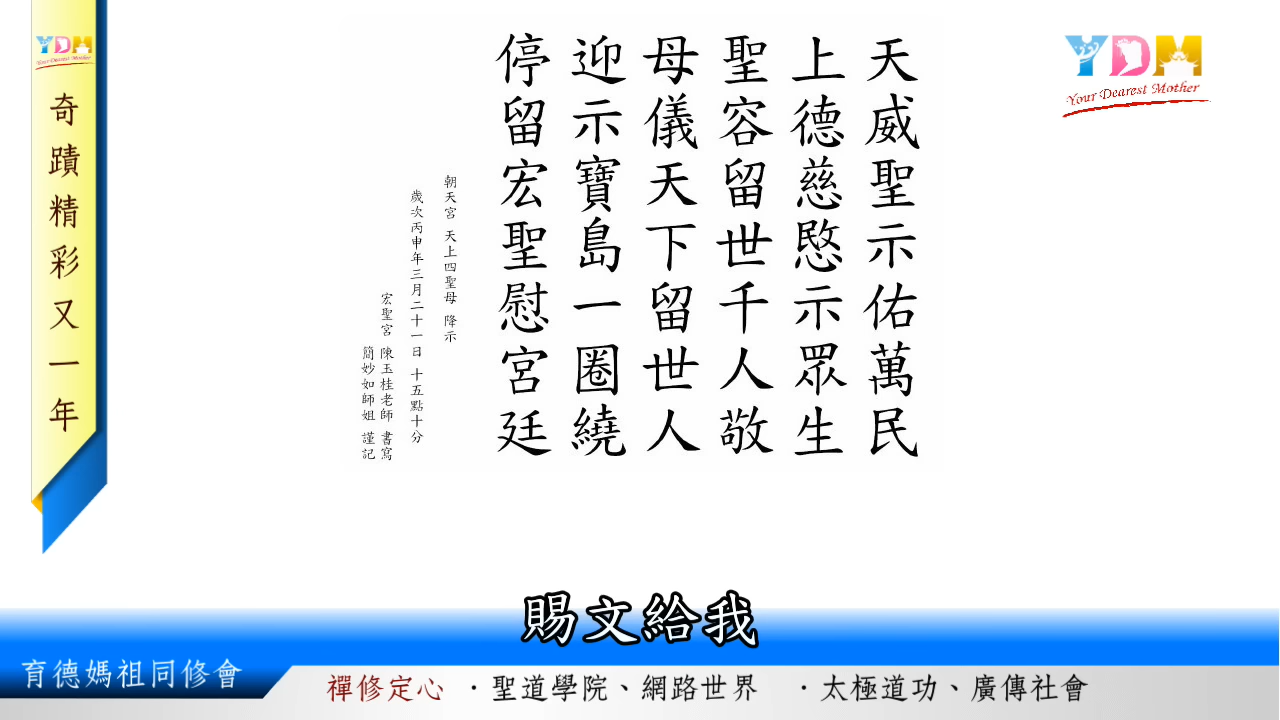 YDM
Your Dearest Mother
奇蹟精彩又一年
YDM
Your Dearest Mother
天威聖示佑萬民
上德慈愍示眾生
聖容留世千人敬
母儀天下留世人
迎示寶島一圈繞
停留宏聖慰宮廷
朝天宮 天上四聖母 降示
歲次丙申年三月二十一日 十五點十分
宏聖宮 陳玉桂老師 書寫
簡妙如師姐 謹記
賜文給我
育德媽祖同修會
禪修定心 ·聖道學院、網路世界 ·太極道功、廣傳社會